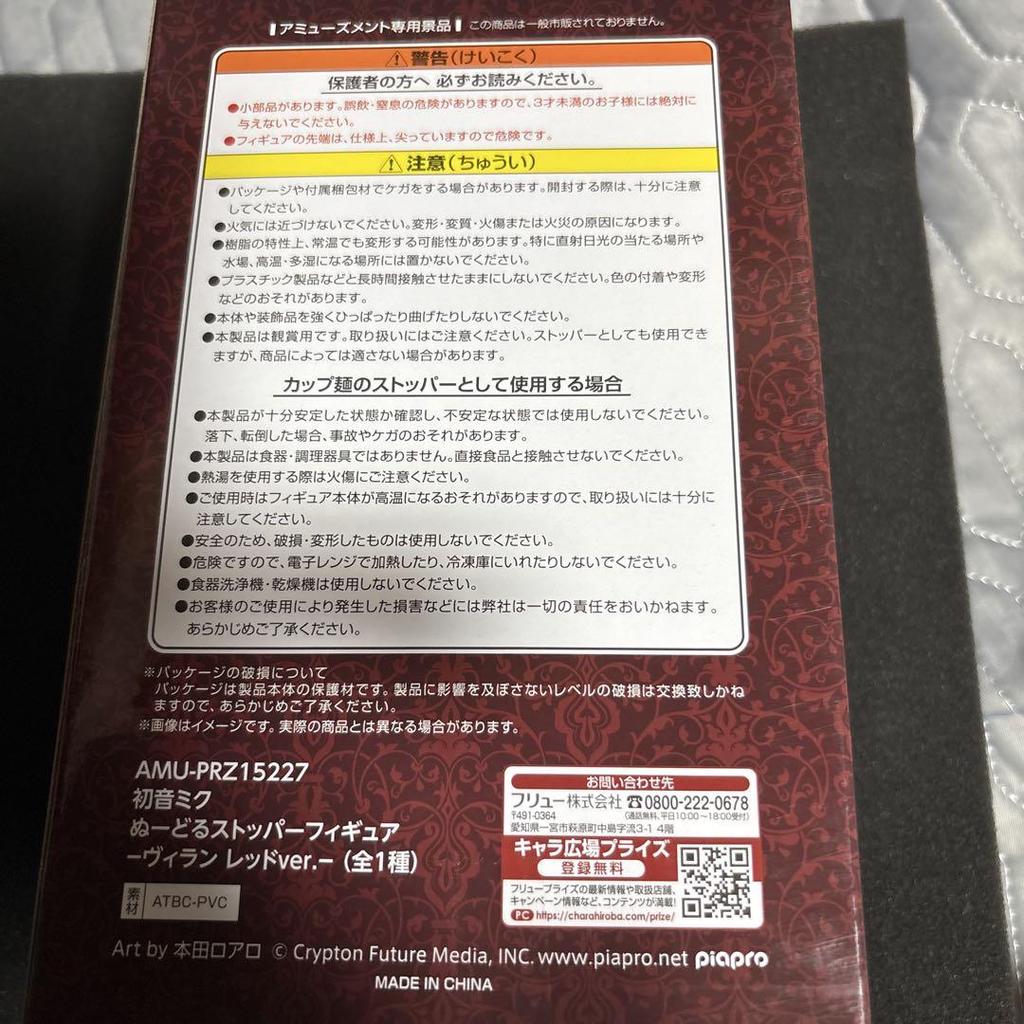 アミューズメント専用景品 この商品は一般市販されておりません。
⚠警告(けいこく)
保護者の方へ 必ずお読みください。
●小部品があります。誤飲・窒息の危険がありますので、3才未満のお子様には絶対に
与えないでください。
●フィギュアの先端は、仕様上、尖っていますので危険です。
⚠注意(ちゅうい)
●パッケージや付属梱包材でケガをする場合があります。開封する際は、十分に注意
してください。
●火気には近づけないでください。変形・変質・火傷または火災の原因になります。
●樹脂の特性上、常温でも変形する可能性があります。特に直射日光の当たる場所や
水場、高温・多湿になる場所には置かないでください。
●プラスチック製品などと長時間接触させたままにしないでください。色の付着や変形
などのおそれがあります。
●本体や装飾品を強くひっぱったり曲げたりしないでください。
●本製品は観賞用です。取り扱いにはご注意ください。ストッパーとしても使用でき
ますが、商品によっては適さない場合があります。
カップ麺のストッパーとして使用する場合
●本製品が十分安定した状態か確認し、不安定な状態では使用しないでください。
落下、転倒した場合、事故やケガのおそれがあります。
●本製品は食器・調理器具ではありません。直接食品と接触させないでください。
●熱湯を使用する際は火傷にご注意ください。
●ご使用時はフィギュア本体が高温になるおそれがありますので、取り扱いには十分に
注意してください。
●安全のため、破損・変形したものは使用しないでください。
●危険ですので、電子レンジで加熱したり、冷凍庫にいれたりしないでください。
●食器洗浄機・乾燥機は使用しないでください。
●お客様のご使用により発生した損害などには弊社は一切の責任をおいかねます。
あらかじめご了承ください。
※パッケージの破損について
パッケージは製品本体の保護材です。製品に影響を及ぼさないレベルの破損は交換致しかね
ますので、あらかじめご了承ください。
※画像はイメージです。実際の商品とは異なる場合があります。
AMU-PRZ15227
初音ミク
ぬーどるストッパーフィギュア
－ヴィラン レッドver.－(全1種)
素材 ATBC-PVC
お問い合わせ先
フリュー株式会社 ☎0800-222-0678
〒491-0364 (通話無料、平日10:00～18:00受付)
愛知県一宮市萩原町中島字流3-1 4階
キャラ広場プライズ
登録無料
フリュープライズの最新情報や取扱店舗、
キャンペーン情報など、コンテンツが満載!
PC https://charahiroba.com/prize/
Art by 本田ロアロ © Crypton Future Media, INC. www.piapro.net piapro
MADE IN CHINA